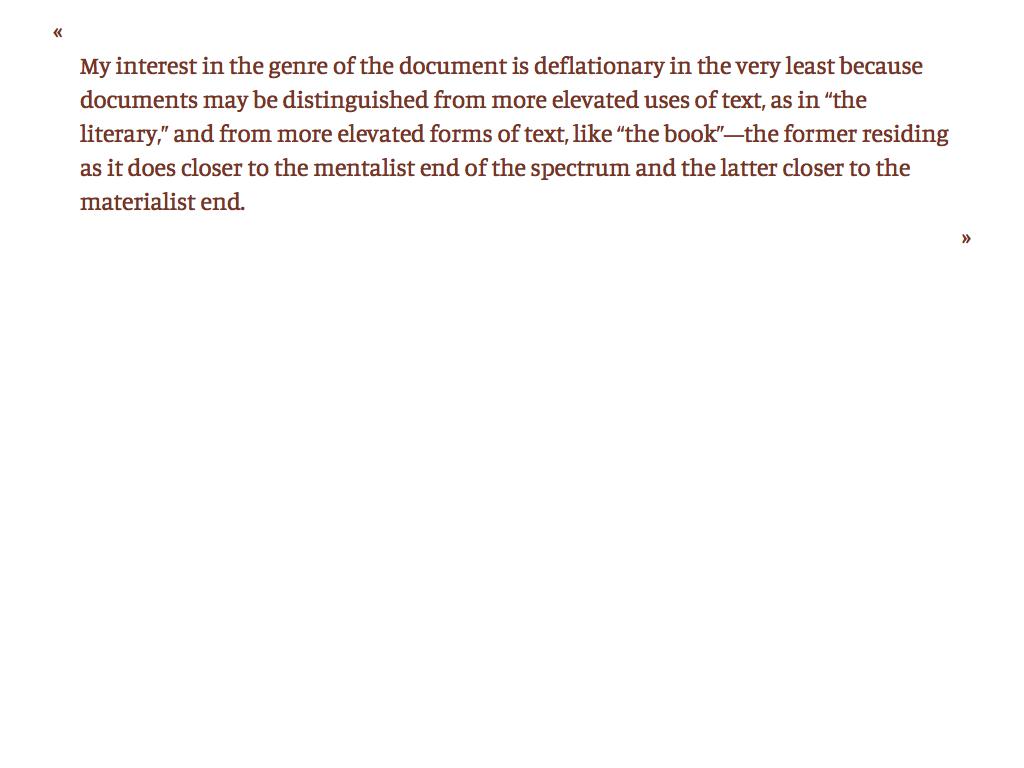 «
My interest in the genre of the document is deflationary in the very least because
documents may be distinguished from more elevated uses of text, as in “the
literary,” and from more elevated forms of text, like “the book”—the former residing
as it does closer to the mentalist end of the spectrum and the latter closer to the
materialist end.
»